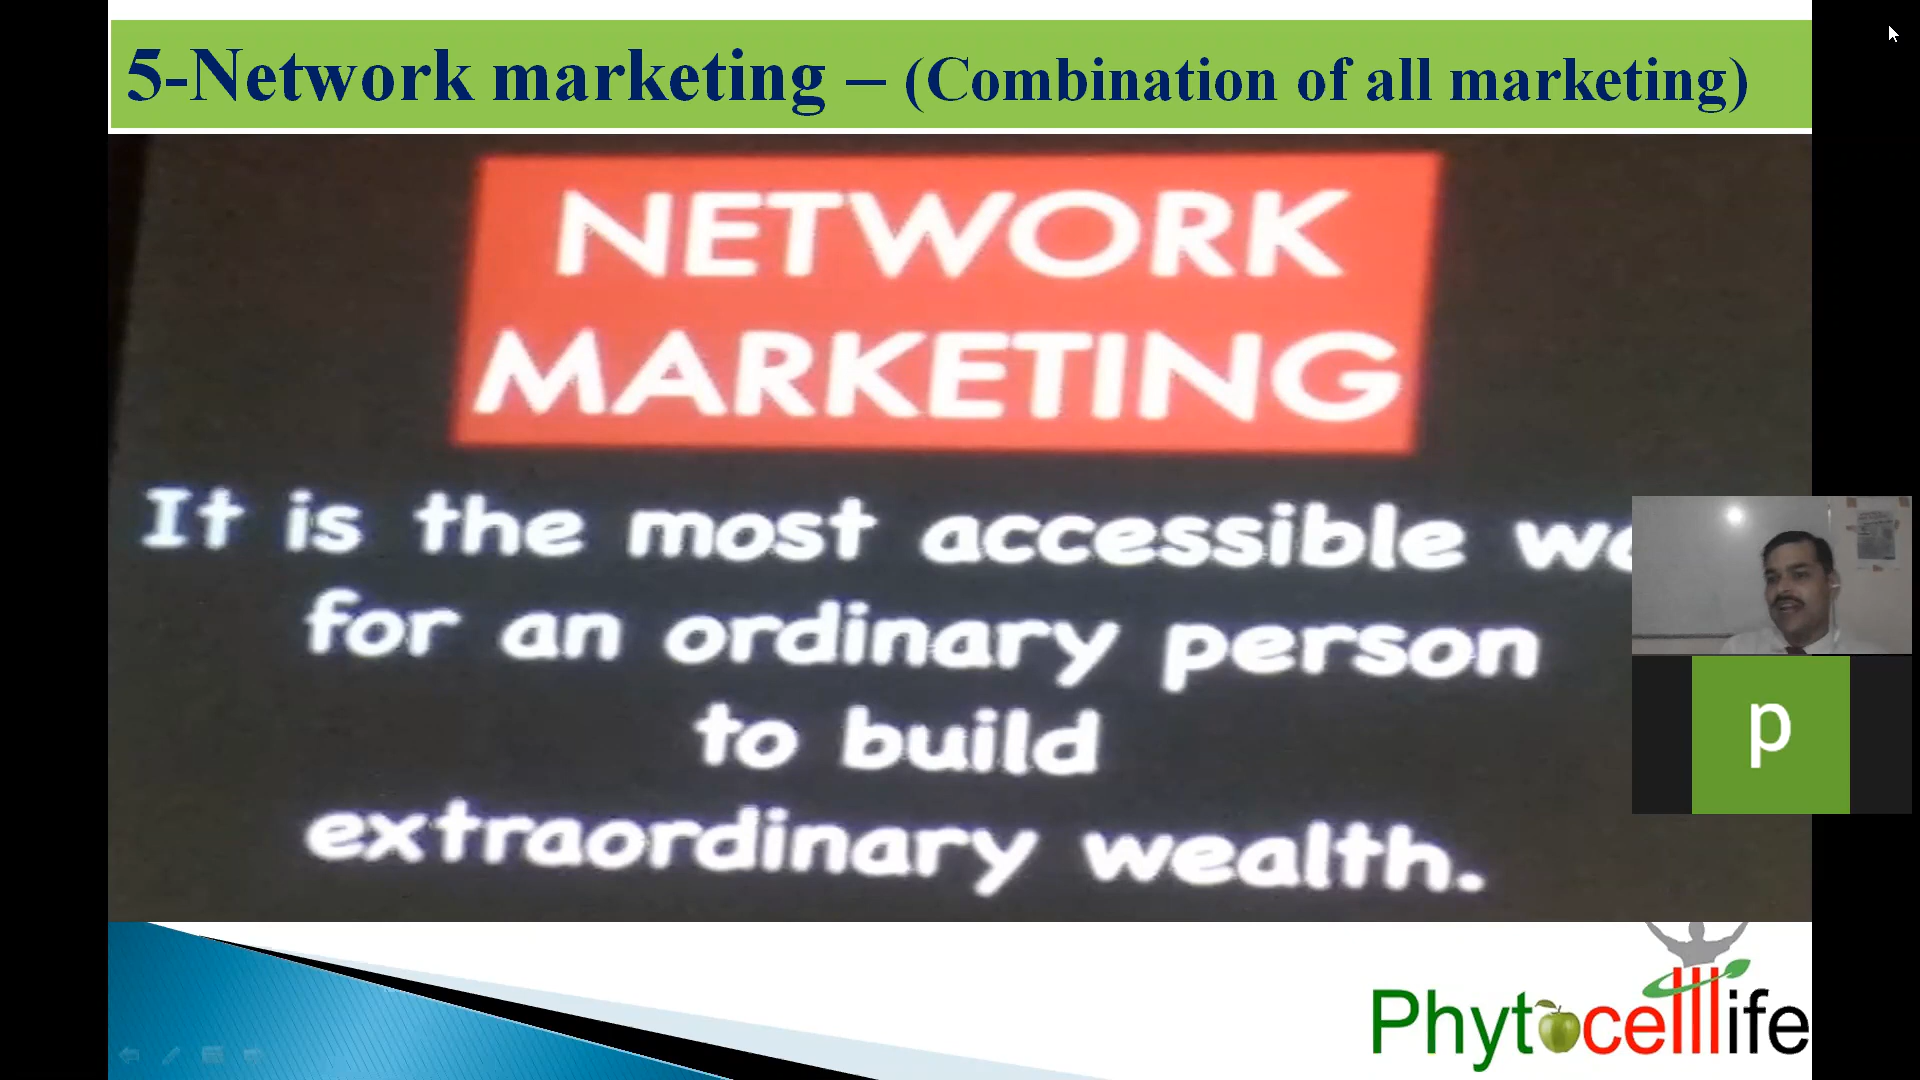 5-Network marketing – (Combination of all marketing)
NETWORK
MARKETING
It is the most accessible
for an ordinary person
to build
extraordinary wealth.
p
Phytocelllife